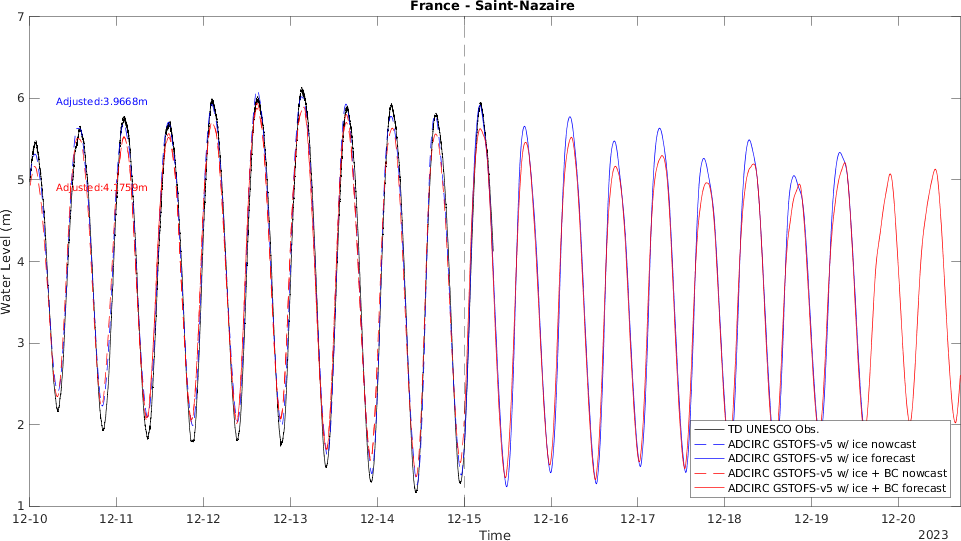 France - Saint-Nazaire
7
6
5
4
3
2
1
Water Level (m)
Adjusted:3.9668m
Adjusted:4.1759m
TD UNESCO Obs.
ADCIRC GSTOFS-v5 w/ ice nowcast
ADCIRC GSTOFS-v5 w/ ice forecast
ADCIRC GSTOFS-v5 w/ ice + BC nowcast
ADCIRC GSTOFS-v5 w/ ice + BC forecast
12-10 12-11 12-12 12-13 12-14 12-15 12-16 12-17 12-18 12-19 12-20
Time
2023